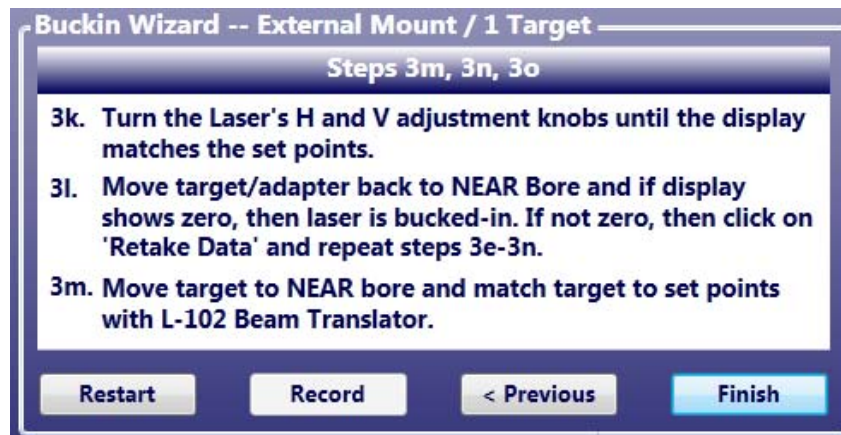 Buckin Wizard -- External Mount / 1 Target
Steps 3m, 3n, 3o
3k. Turn the Laser's H and V adjustment knobs until the display
matches the set points.
3l. Move target/adapter back to NEAR Bore and if display
shows zero, then laser is bucked-in. If not zero, then click on
'Retake Data' and repeat steps 3e-3n.
3m. Move target to NEAR bore and match target to set points
with L-102 Beam Translator.
Restart Record < Previous Finish